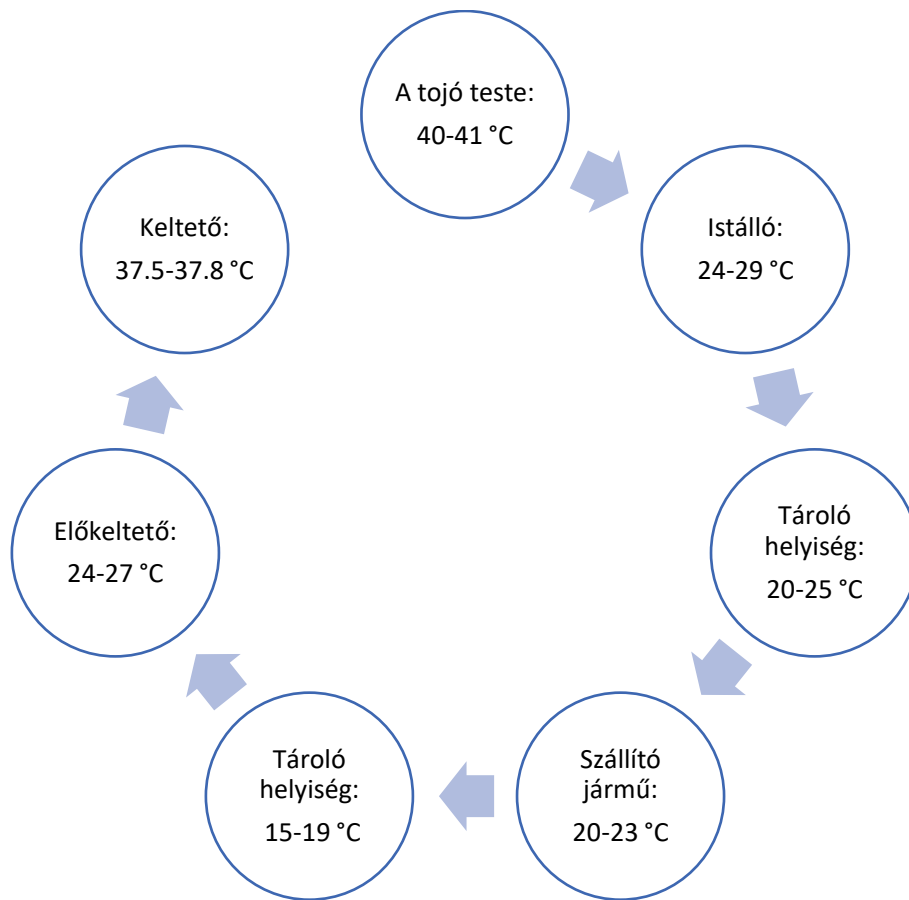 A tojó teste:
40-41 °C
Istálló:
24-29 °C
Tároló
helyiség:
20-25 °C
Szállító
jármű:
20-23 °C
Tároló
helyiség:
15-19 °C
Előkeltető:
24-27 °C
Keltető:
37.5-37.8 °C